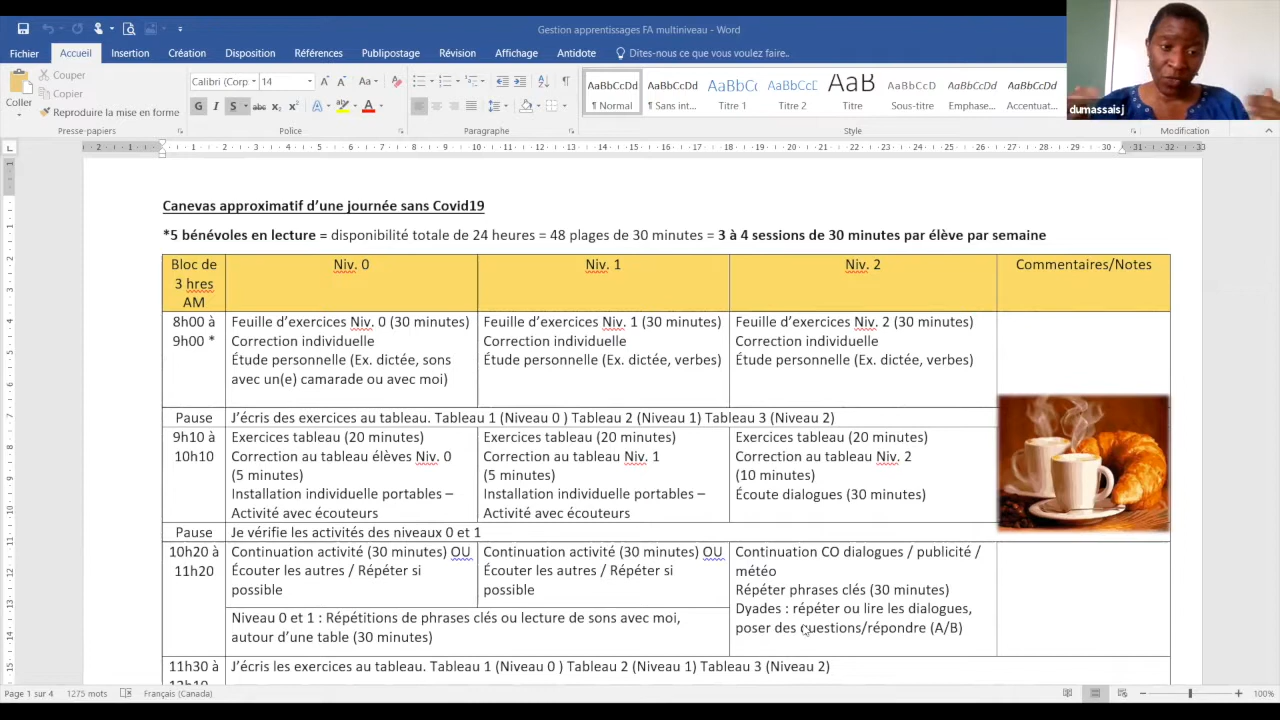 Gestion apprentissages FA multiniveau - Word
Fichier Accueil Insertion Création Disposition Références Publipostage Révision Affichage Antidote Dites-nous ce que vous voulez faire..
Coller
Couper
Copier
Reproduire la mise en forme
Calibri (Corp 14
G I S abc
AaBbCcDd AaBbCcDd AaBbCc AaBbCcC AaB AaBbCcD AaBbCcDd AaBbCcDd
¶ Normal ¶ Sans int... Titre 1 Titre 2 Titre Sous-titre Emphase... Accentuat...
Presse-papiers Police Paragraphe Style Modification
dumassaisj
Canevas approximatif d’une journée sans Covid19
*5 bénévoles en lecture = disponibilité totale de 24 heures = 48 plages de 30 minutes = 3 à 4 sessions de 30 minutes par élève par semaine
Bloc de
3 hres
AM
Niv. 0
Niv. 1
Niv. 2
Commentaires/Notes
8h00 à
9h00 *
Feuille d’exercices Niv. 0 (30 minutes)
Correction individuelle
Étude personnelle (Ex. dictée, sons
avec un(e) camarade ou avec moi)
Feuille d’exercices Niv. 1 (30 minutes)
Correction individuelle
Étude personnelle (Ex. dictée, verbes)
Feuille d’exercices Niv. 2 (30 minutes)
Correction individuelle
Étude personnelle (Ex. dictée, verbes)
Pause
J’écris des exercices au tableau. Tableau 1 (Niveau 0 ) Tableau 2 (Niveau 1) Tableau 3 (Niveau 2)
9h10 à
10h10
Exercices tableau (20 minutes)
Correction au tableau élèves Niv. 0
(5 minutes)
Installation individuelle portables –
Activité avec écouteurs
Exercices tableau (20 minutes)
Correction au tableau Niv. 1
(5 minutes)
Installation individuelle portables –
Activité avec écouteurs
Exercices tableau (20 minutes)
Correction au tableau Niv. 2
(10 minutes)
Écoute dialogues (30 minutes)
Pause
Je vérifie les activités des niveaux 0 et 1
10h20 à
11h20
Continuation activité (30 minutes) OU
Écouter les autres / Répéter si
possible
Continuation activité (30 minutes) OU
Écouter les autres / Répéter si
possible
Niveau 0 et 1 : Répétitions de phrases clés ou lecture de sons avec moi,
autour d’une table (30 minutes)
Continuation CO dialogues / publicité /
météo
Répéter phrases clés (30 minutes)
Dyades : répéter ou lire les dialogues,
poser des questions/répondre (A/B)
11h30 à
J’écris les exercices au tableau. Tableau 1 (Niveau 0 ) Tableau 2 (Niveau 1) Tableau 3 (Niveau 2)
Page 1 sur 4 1275 mots Français (Canada) 100%